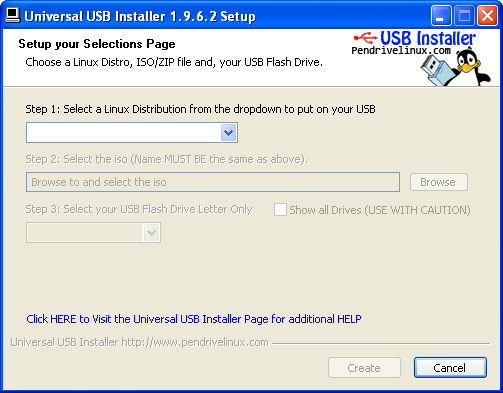 Universal USB Installer 1.9.6.2 Setup
Setup your Selections Page
Choose a Linux Distro, ISO/ZIP file and, your USB Flash Drive.
USB Installer
Pendrivelinux.com
Step 1: Select a Linux Distribution from the dropdown to put on your USB
Step 2: Select the iso (Name MUST BE the same as above).
Browse to and select the iso
Browse
Step 3: Select your USB Flash Drive Letter Only
Show all Drives (USE WITH CAUTION)
Click HERE to Visit the Universal USB Installer Page for additional HELP
Universal USB Installer http://www.pendrivelinux.com
Create
Cancel